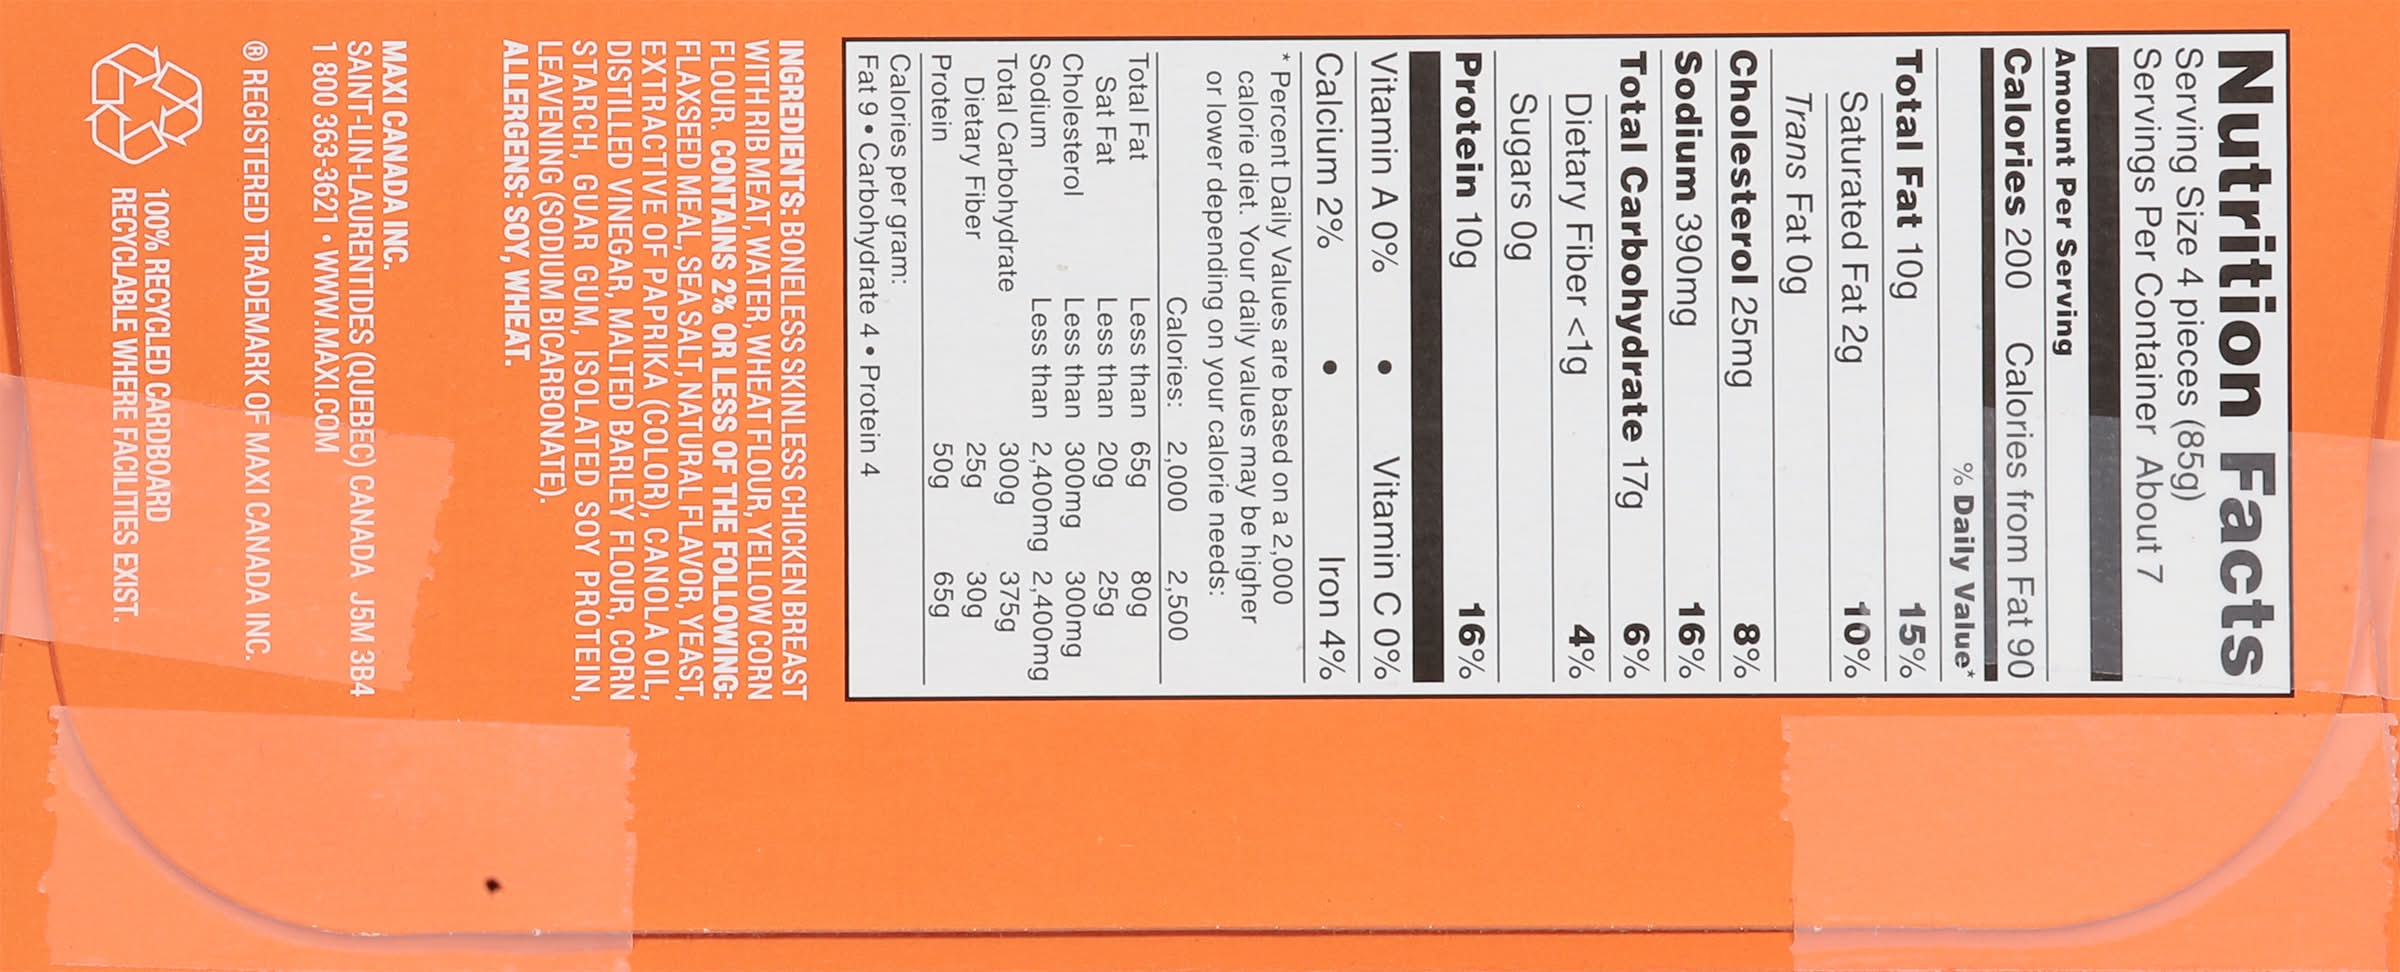 Nutrition Facts
Serving Size 4 pieces (85g)
Servings Per Container About 7
Amount Per Serving
Calories 200 Calories from Fat 90
% Daily Value*
Total Fat 10g 15%
Saturated Fat 2g 10%
Trans Fat 0g
Cholesterol 25mg 8%
Sodium 390mg 16%
Total Carbohydrate 17g 6%
Dietary Fiber <1g 4%
Sugars 0g
Protein 10g 16%
Vitamin A 0% • Vitamin C 0%
Calcium 2% • Iron 4%
* Percent Daily Values are based on a 2,000
calorie diet. Your daily values may be higher
or lower depending on your calorie needs:
Calories: 2,000 2,500
Total Fat Less than 65g 80g
Sat Fat Less than 20g 25g
Cholesterol Less than 300mg 300mg
Sodium Less than 2,400mg 2,400mg
Total Carbohydrate 300g 375g
Dietary Fiber 25g 30g
Protein 50g 65g
Calories per gram:
Fat 9 • Carbohydrate 4 • Protein 4
INGREDIENTS: BONELESS SKINLESS CHICKEN BREAST
WITH RIB MEAT, WATER, WHEAT FLOUR, YELLOW CORN
FLOUR. CONTAINS 2% OR LESS OF THE FOLLOWING:
FLAXSEED MEAL, SEA SALT, NATURAL FLAVOR, YEAST,
EXTRACTIVE OF PAPRIKA (COLOR), CANOLA OIL,
DISTILLED VINEGAR, MALTED BARLEY FLOUR, CORN
STARCH, GUAR GUM, ISOLATED SOY PROTEIN,
LEAVENING (SODIUM BICARBONATE).
ALLERGENS: SOY, WHEAT.
MAXI CANADA INC.
SAINT-LIN-LAURENTIDES (QUEBEC) CANADA J5M 3B4
1 800 363-3621 • WWW.MAXI.COM
® REGISTERED TRADEMARK OF MAXI CANADA INC.
100% RECYCLED CARDBOARD
RECYCLABLE WHERE FACILITIES EXIST.